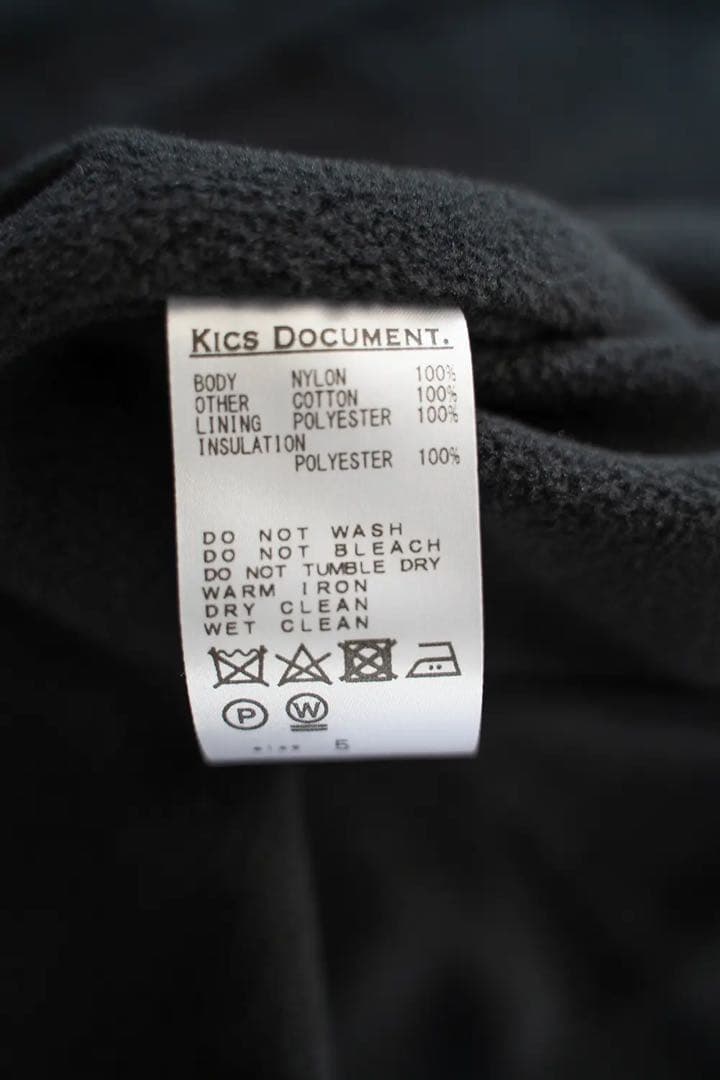 KICS DOCUMENT.
BODY NYLON 100%
OTHER COTTON 100%
LINING POLYESTER 100%
INSULATION
POLYESTER 100%
DO NOT WASH
DO NOT BLEACH
DO NOT TUMBLE DRY
WARM IRON
DRY CLEAN
WET CLEAN
P W